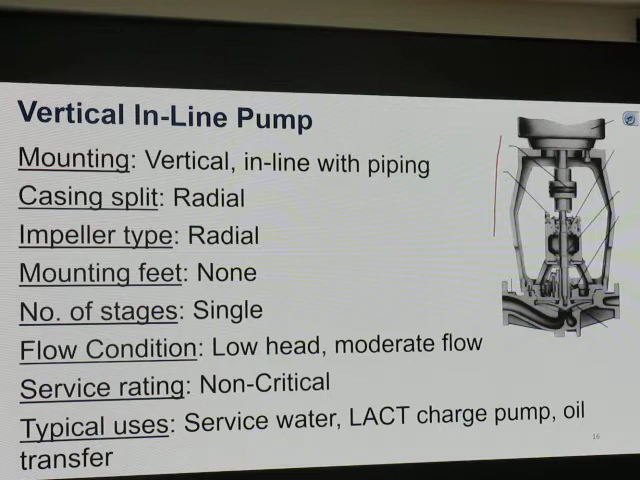 Vertical In-Line Pump
Mounting: Vertical, in-line with piping
Casing split: Radial
Impeller type: Radial
Mounting feet: None
No. of stages: Single
Flow Condition: Low head, moderate flow
Service rating: Non-Critical
Typical uses: Service water, LACT charge pump, oil
transfer
16